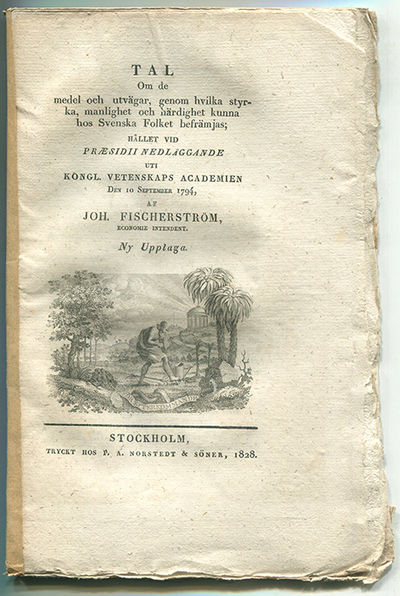 TAL
Om de
medel och utvägar, genom hvilka styr-
ka, manlighet och härdighet kunna
hos Svenska Folket befrämjas;
HÅLLET VID
PRÆSIDII NEDLÄGGANDE
UTI
KONGL. VETENSKAPS ACADEMIEN
DEN 10 SEPTEMBER 1794,
AF
JOH. FISCHERSTRÖM,
ECONOMIE INTENDENT.
Ny Upplaga.
STOCKHOLM,
TRYCKT HOS P. A. NORSTEDT & SÖNER, 1828.